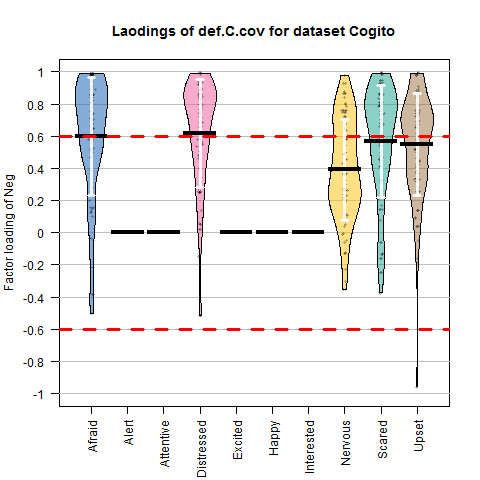 Laodings of def.C.cov for dataset Cogito
Factor loading of Neg
1
0.8
0.6
0.4
0.2
0
-0.2
-0.4
-0.6
-0.8
-1
Afraid
Alert
Attentive
Distressed
Excited
Happy
Interested
Nervous
Scared
Upset